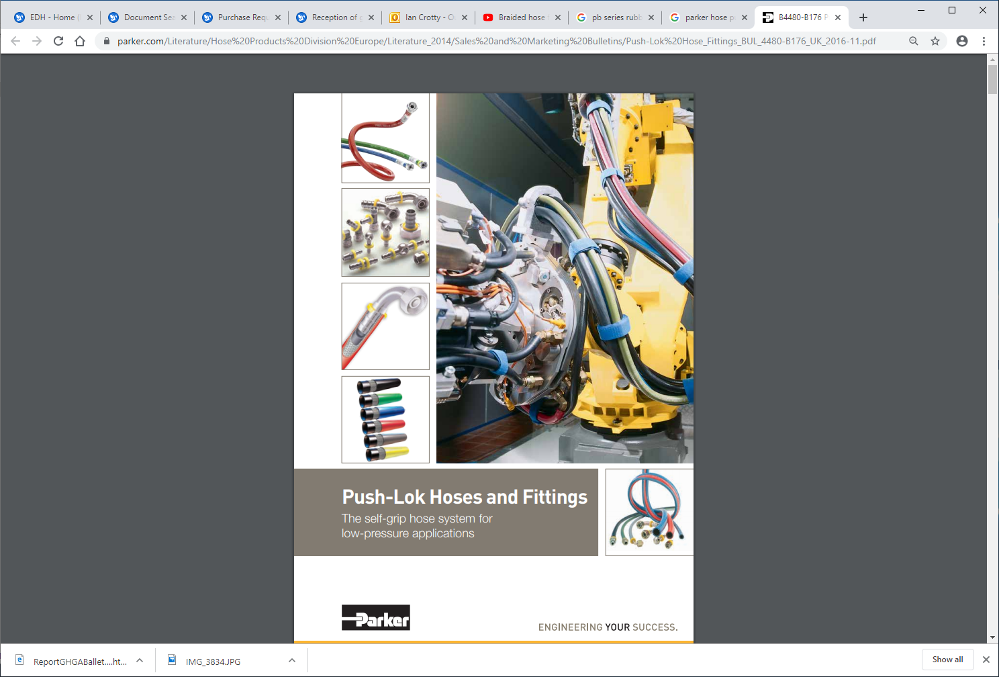 EDH - Home (
Document Sea
Purchase Requ
Reception of g
Ian Crotty - O
Braided hose
pb series rubb
parker hose p
B4480-B176 P
parker.com/Literature/Hose%20Products%20Division%20Europe/Literature_2014/Sales%20and%20Marketing%20Bulletins/Push-Lok%20Hose_Fittings_BUL_4480-B176_UK_2016-11.pdf
Push-Lok Hoses and Fittings
The self-grip hose system for
low-pressure applications
Parker
ENGINEERING YOUR SUCCESS.
ReportGHGABallet....ht...
IMG_3834.JPG
Show all